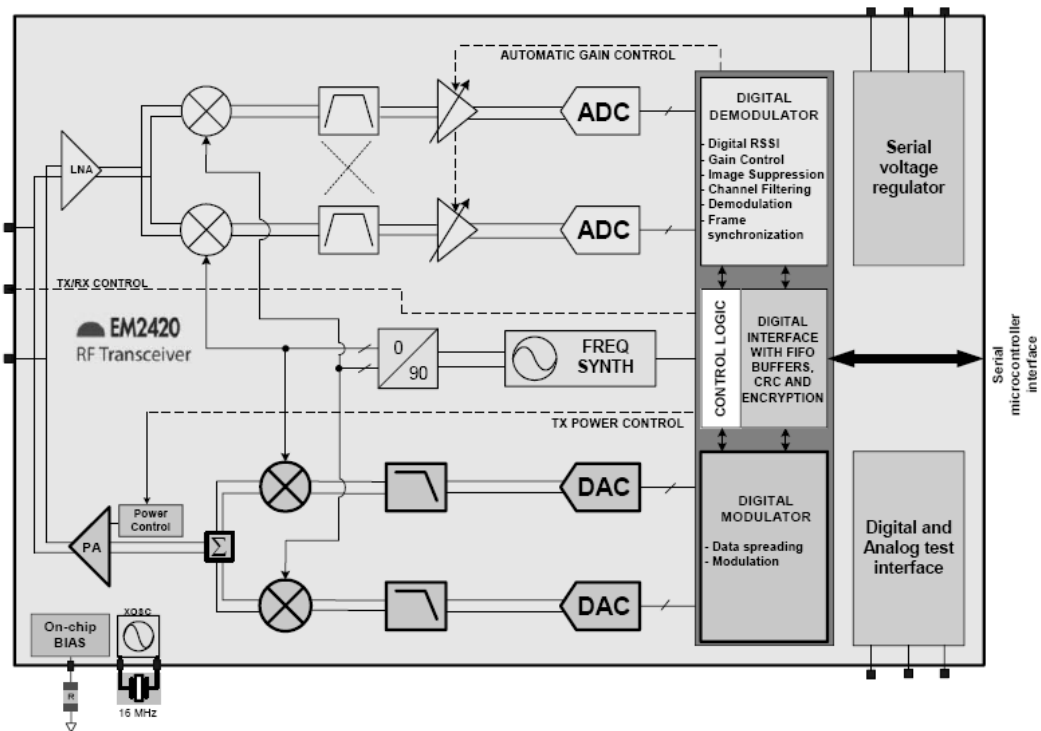 AUTOMATIC GAIN CONTROL
LNA
ADC
ADC
DIGITAL
DEMODULATOR
- Digital RSSI
- Gain Control
- Image Suppression
- Channel Filtering
- Demodulation
- Frame
synchronization
Serial
voltage
regulator
TX/RX CONTROL
EM2420
RF Transceiver
0
90
FREQ
SYNTH
CONTROL LOGIC
DIGITAL
INTERFACE
WITH FIFO
BUFFERS,
CRC AND
ENCRYPTION
Serial
microcontroller
interface
TX POWER CONTROL
Power
Control
PA
Σ
DAC
DAC
DIGITAL
MODULATOR
- Data spreading
- Modulation
Digital and
Analog test
interface
On-chip
BIAS
XOSC
R
16 MHz